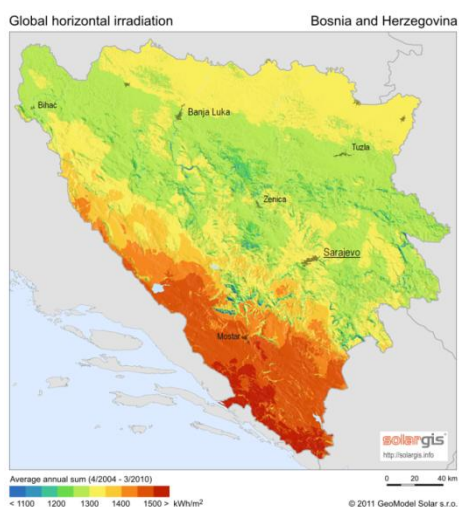 Global horizontal irradiation Bosnia and Herzegovina
Bihać
Banja Luka
Tuzla
Zenica
Sarajevo
Mostar
solargis
http://solargis.info
Average annual sum (4/2004 - 3/2010) 0 20 40 km
< 1100 1200 1300 1400 1500 > kWh/m²
© 2011 GeoModel Solar s.r.o.